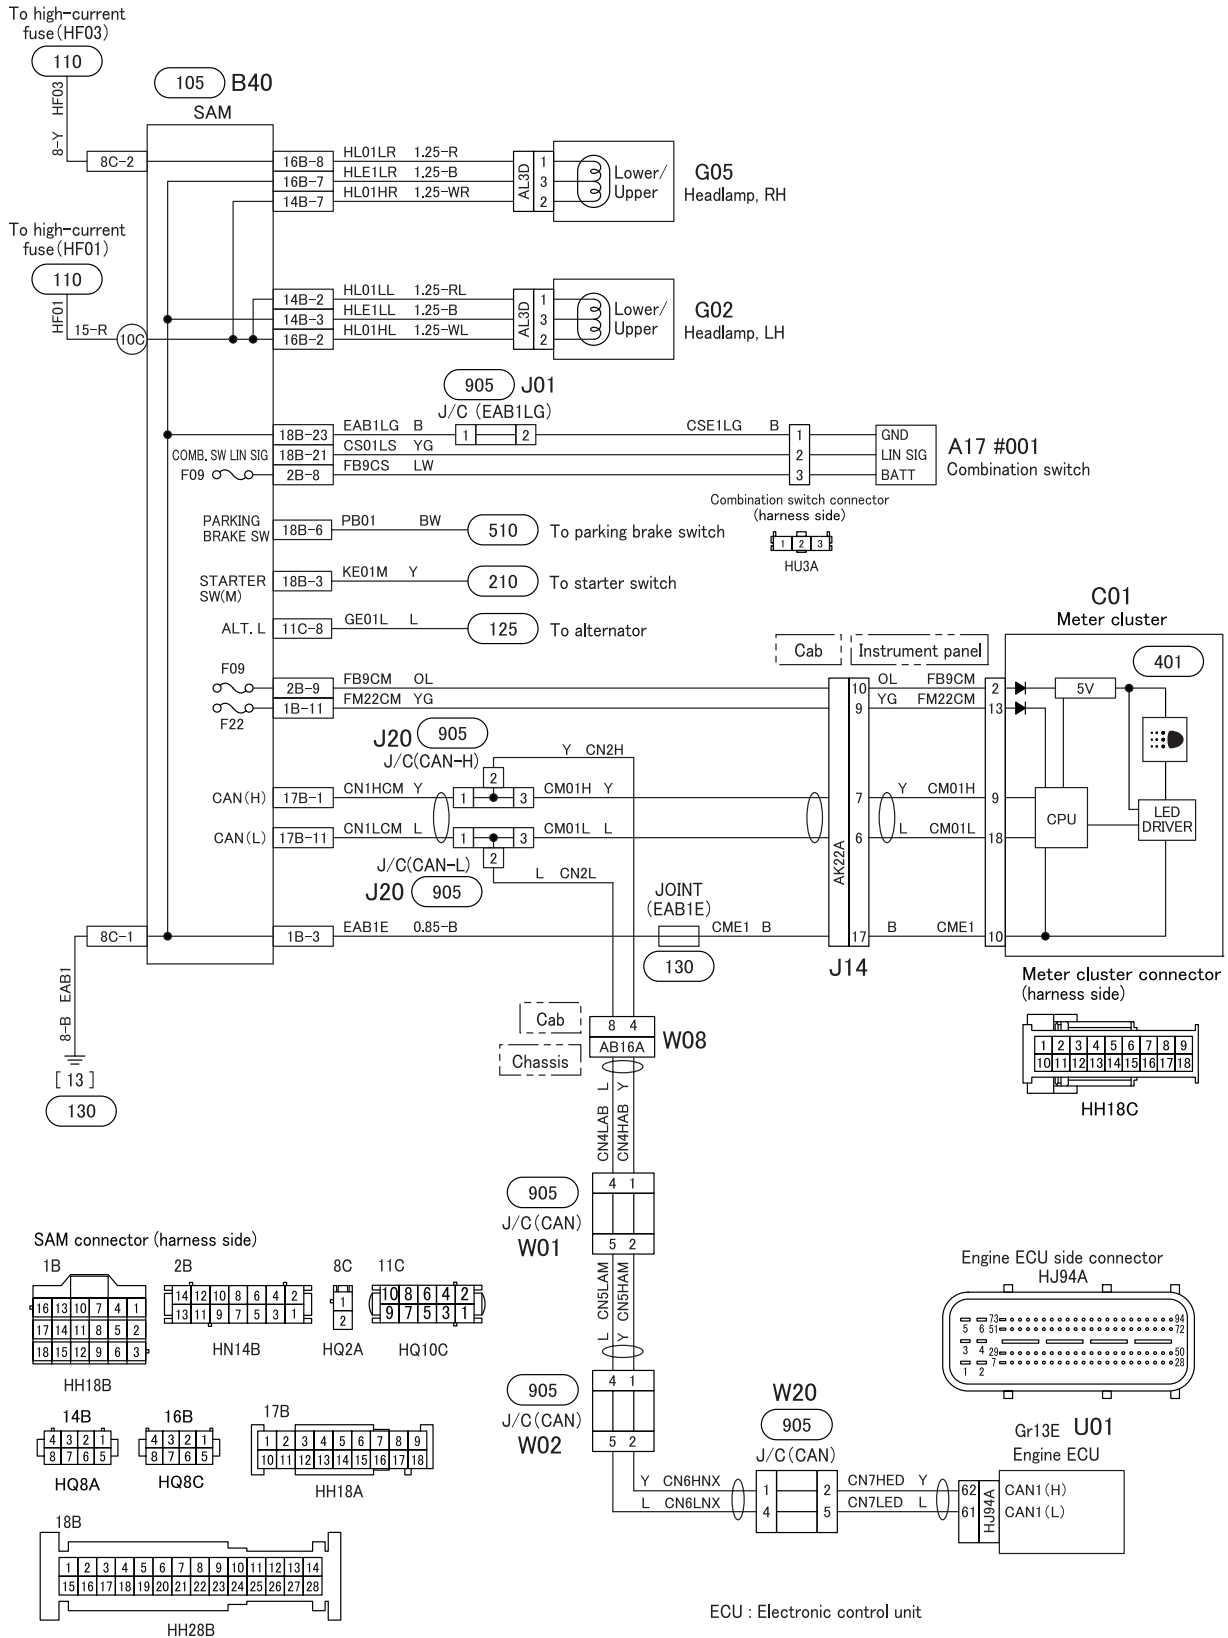 To high-current
fuse(HF03)
110
8-Y HF03
105 B40
SAM
8C-2
16B-8 HL01LR 1.25-R
16B-7 HLE1LR 1.25-B
14B-7 HL01HR 1.25-WR
AL3D
1
3
2
Lower/
Upper
G05
Headlamp, RH
To high-current
fuse(HF01)
110
HF01
15-R
10C
14B-2 HL01LL 1.25-RL
14B-3 HLE1LL 1.25-B
16B-2 HL01HL 1.25-WL
AL3D
1
3
2
Lower/
Upper
G02
Headlamp, LH
905 J01
J/C (EAB1LG)
18B-23 EAB1LG B 1 2 CSE1LG B 1 GND
COMB. SW LIN SIG 18B-21 CS01LS YG 2 LIN SIG
F09 2B-8 FB9CS LW 3 BATT
A17 #001
Combination switch
Combination switch connector
(harness side)
1 2 3
HU3A
PARKING
BRAKE SW
18B-6 PB01 BW 510 To parking brake switch
STARTER
SW(M)
18B-3 KE01M Y 210 To starter switch
ALT. L 11C-8 GE01L L 125 To alternator
C01
Meter cluster
401
Cab Instrument panel
F09
2B-9 FB9CM OL 10 OL FB9CM 2 5V
1B-11 FM22CM YG 9 YG FM22CM 13
F22
J20 905
J/C(CAN-H)
Y CN2H
2
CAN(H) 17B-1 CN1HCM Y 1 3 CM01H Y 7 Y CM01H 9
CAN(L) 17B-11 CN1LCM L 1 3 CM01L L 6 L CM01L 18
CPU
LED
DRIVER
2
J/C(CAN-L)
J20 905
L CN2L
AK22A
JOINT
(EAB1E)
8C-1 1B-3 EAB1E 0.85-B CME1 B 17 B CME1 10
130
J14
8-B EAB1
[ 13 ]
130
Meter cluster connector
(harness side)
1 2 3 4 5 6 7 8 9
10 11 12 13 14 15 16 17 18
HH18C
Cab
8 4
AB16A
W08
Chassis
CN4LAB L
CN4HAB Y
4 1
905
J/C(CAN)
W01
5 2
L CN5LAM
Y CN5HAM
4 1
905
J/C(CAN)
W02
5 2
W20
905
J/C(CAN)
Y CN6HNX 1 2 CN7HED Y 62 CAN1(H)
L CN6LNX 4 5 CN7LED L 61 CAN1(L)
HJ94A
Gr13E U01
Engine ECU
Engine ECU side connector
HJ94A
5 6 73 94
51 72
3 4 29 50
7 28
1 2
SAM connector (harness side)
1B
16 13 10 7 4 1
17 14 11 8 5 2
18 15 12 9 6 3
HH18B
2B
14 12 10 8 6 4 2
13 11 9 7 5 3 1
HN14B
8C
1
2
HQ2A
11C
10 8 6 4 2
9 7 5 3 1
HQ10C
14B
4 3 2 1
8 7 6 5
HQ8A
16B
4 3 2 1
8 7 6 5
HQ8C
17B
1 2 3 4 5 6 7 8 9
10 11 12 13 14 15 16 17 18
HH18A
18B
1 2 3 4 5 6 7 8 9 10 11 12 13 14
15 16 17 18 19 20 21 22 23 24 25 26 27 28
HH28B
ECU : Electronic control unit